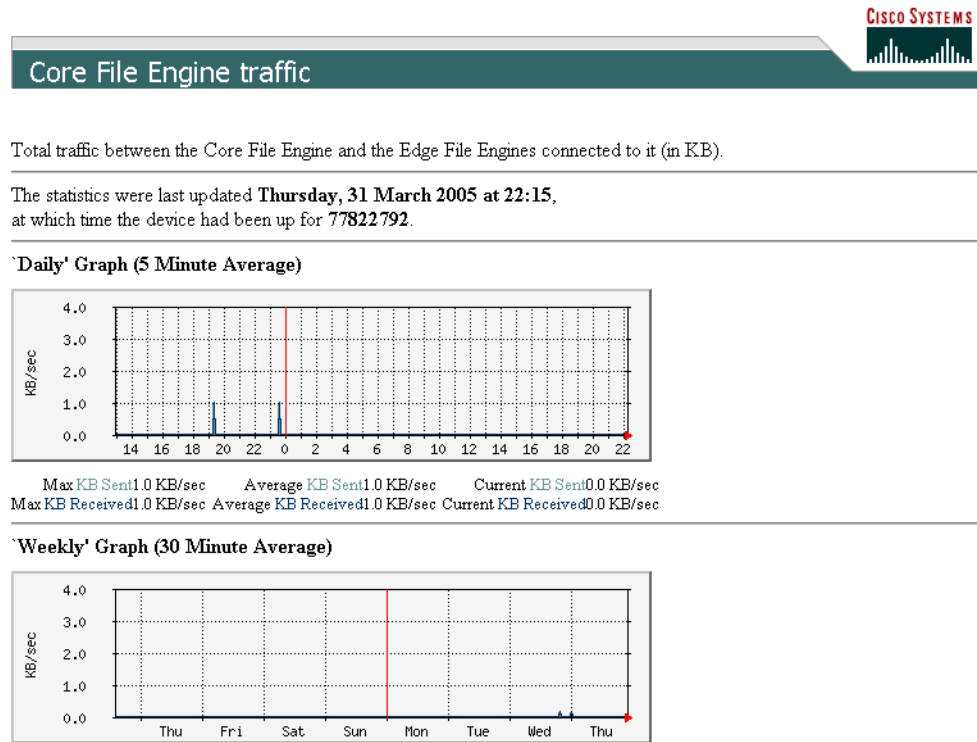 CISCO SYSTEMS
Core File Engine traffic
Total traffic between the Core File Engine and the Edge File Engines connected to it (in KB).
The statistics were last updated Thursday, 31 March 2005 at 22:15,
at which time the device had been up for 77822792.
`Daily' Graph (5 Minute Average)
4.0
3.0
2.0
1.0
0.0
KB/sec
14 16 18 20 22 0 2 4 6 8 10 12 14 16 18 20 22
Max KB Sent1.0 KB/sec Average KB Sent1.0 KB/sec Current KB Sent0.0 KB/sec
Max KB Received1.0 KB/sec Average KB Received1.0 KB/sec Current KB Received0.0 KB/sec
`Weekly' Graph (30 Minute Average)
4.0
3.0
2.0
1.0
0.0
KB/sec
Thu Fri Sat Sun Mon Tue Wed Thu